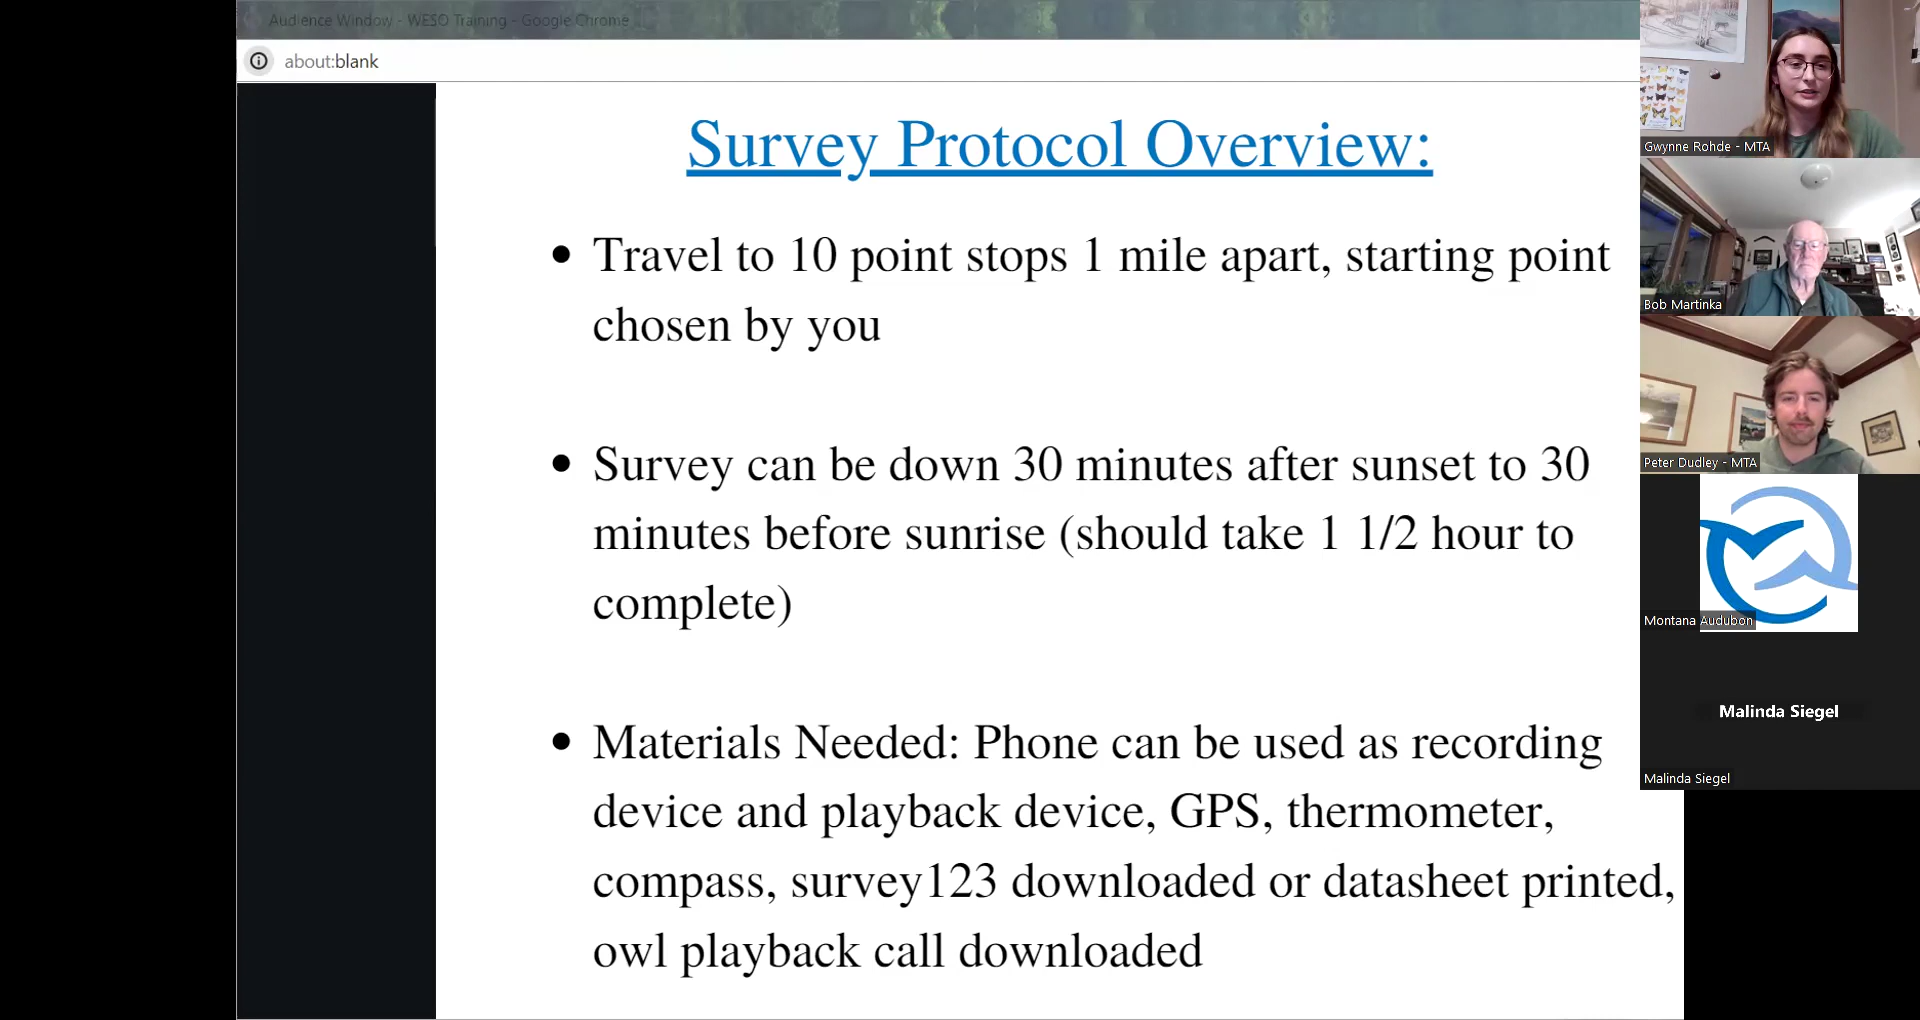 Audience Window - WESO Training - Google Chrome
about:blank
Survey Protocol Overview:
Travel to 10 point stops 1 mile apart, starting point
chosen by you
Survey can be down 30 minutes after sunset to 30
minutes before sunrise (should take 1 1/2 hour to
complete)
Materials Needed: Phone can be used as recording
device and playback device, GPS, thermometer,
compass, survey123 downloaded or datasheet printed,
owl playback call downloaded
Gwynne Rohde - MTA
Bob Martinka
Peter Dudley - MTA
Montana Audubon
Malinda Siegel
Malinda Siegel